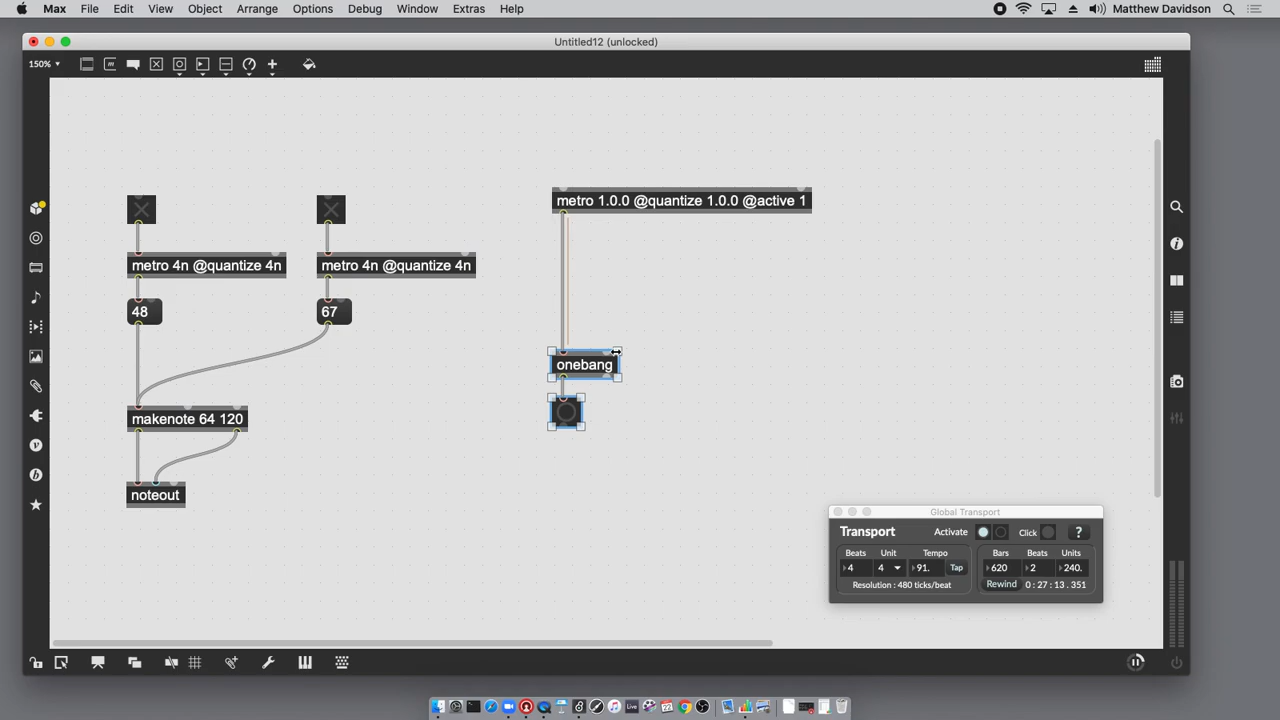 Max File Edit View Object Arrange Options Debug Window Extras Help Matthew Davidson
Untitled12 (unlocked)
150%
metro 1.0.0 @quantize 1.0.0 @active 1
metro 4n @quantize 4n
metro 4n @quantize 4n
48
67
onebang
makenote 64 120
noteout
Global Transport
Transport Activate Click ?
Beats Unit Tempo Bars Beats Units
4 4 91. Tap 620 2 240.
Resolution : 480 ticks/beat Rewind 0 : 27 : 13 . 351
Live